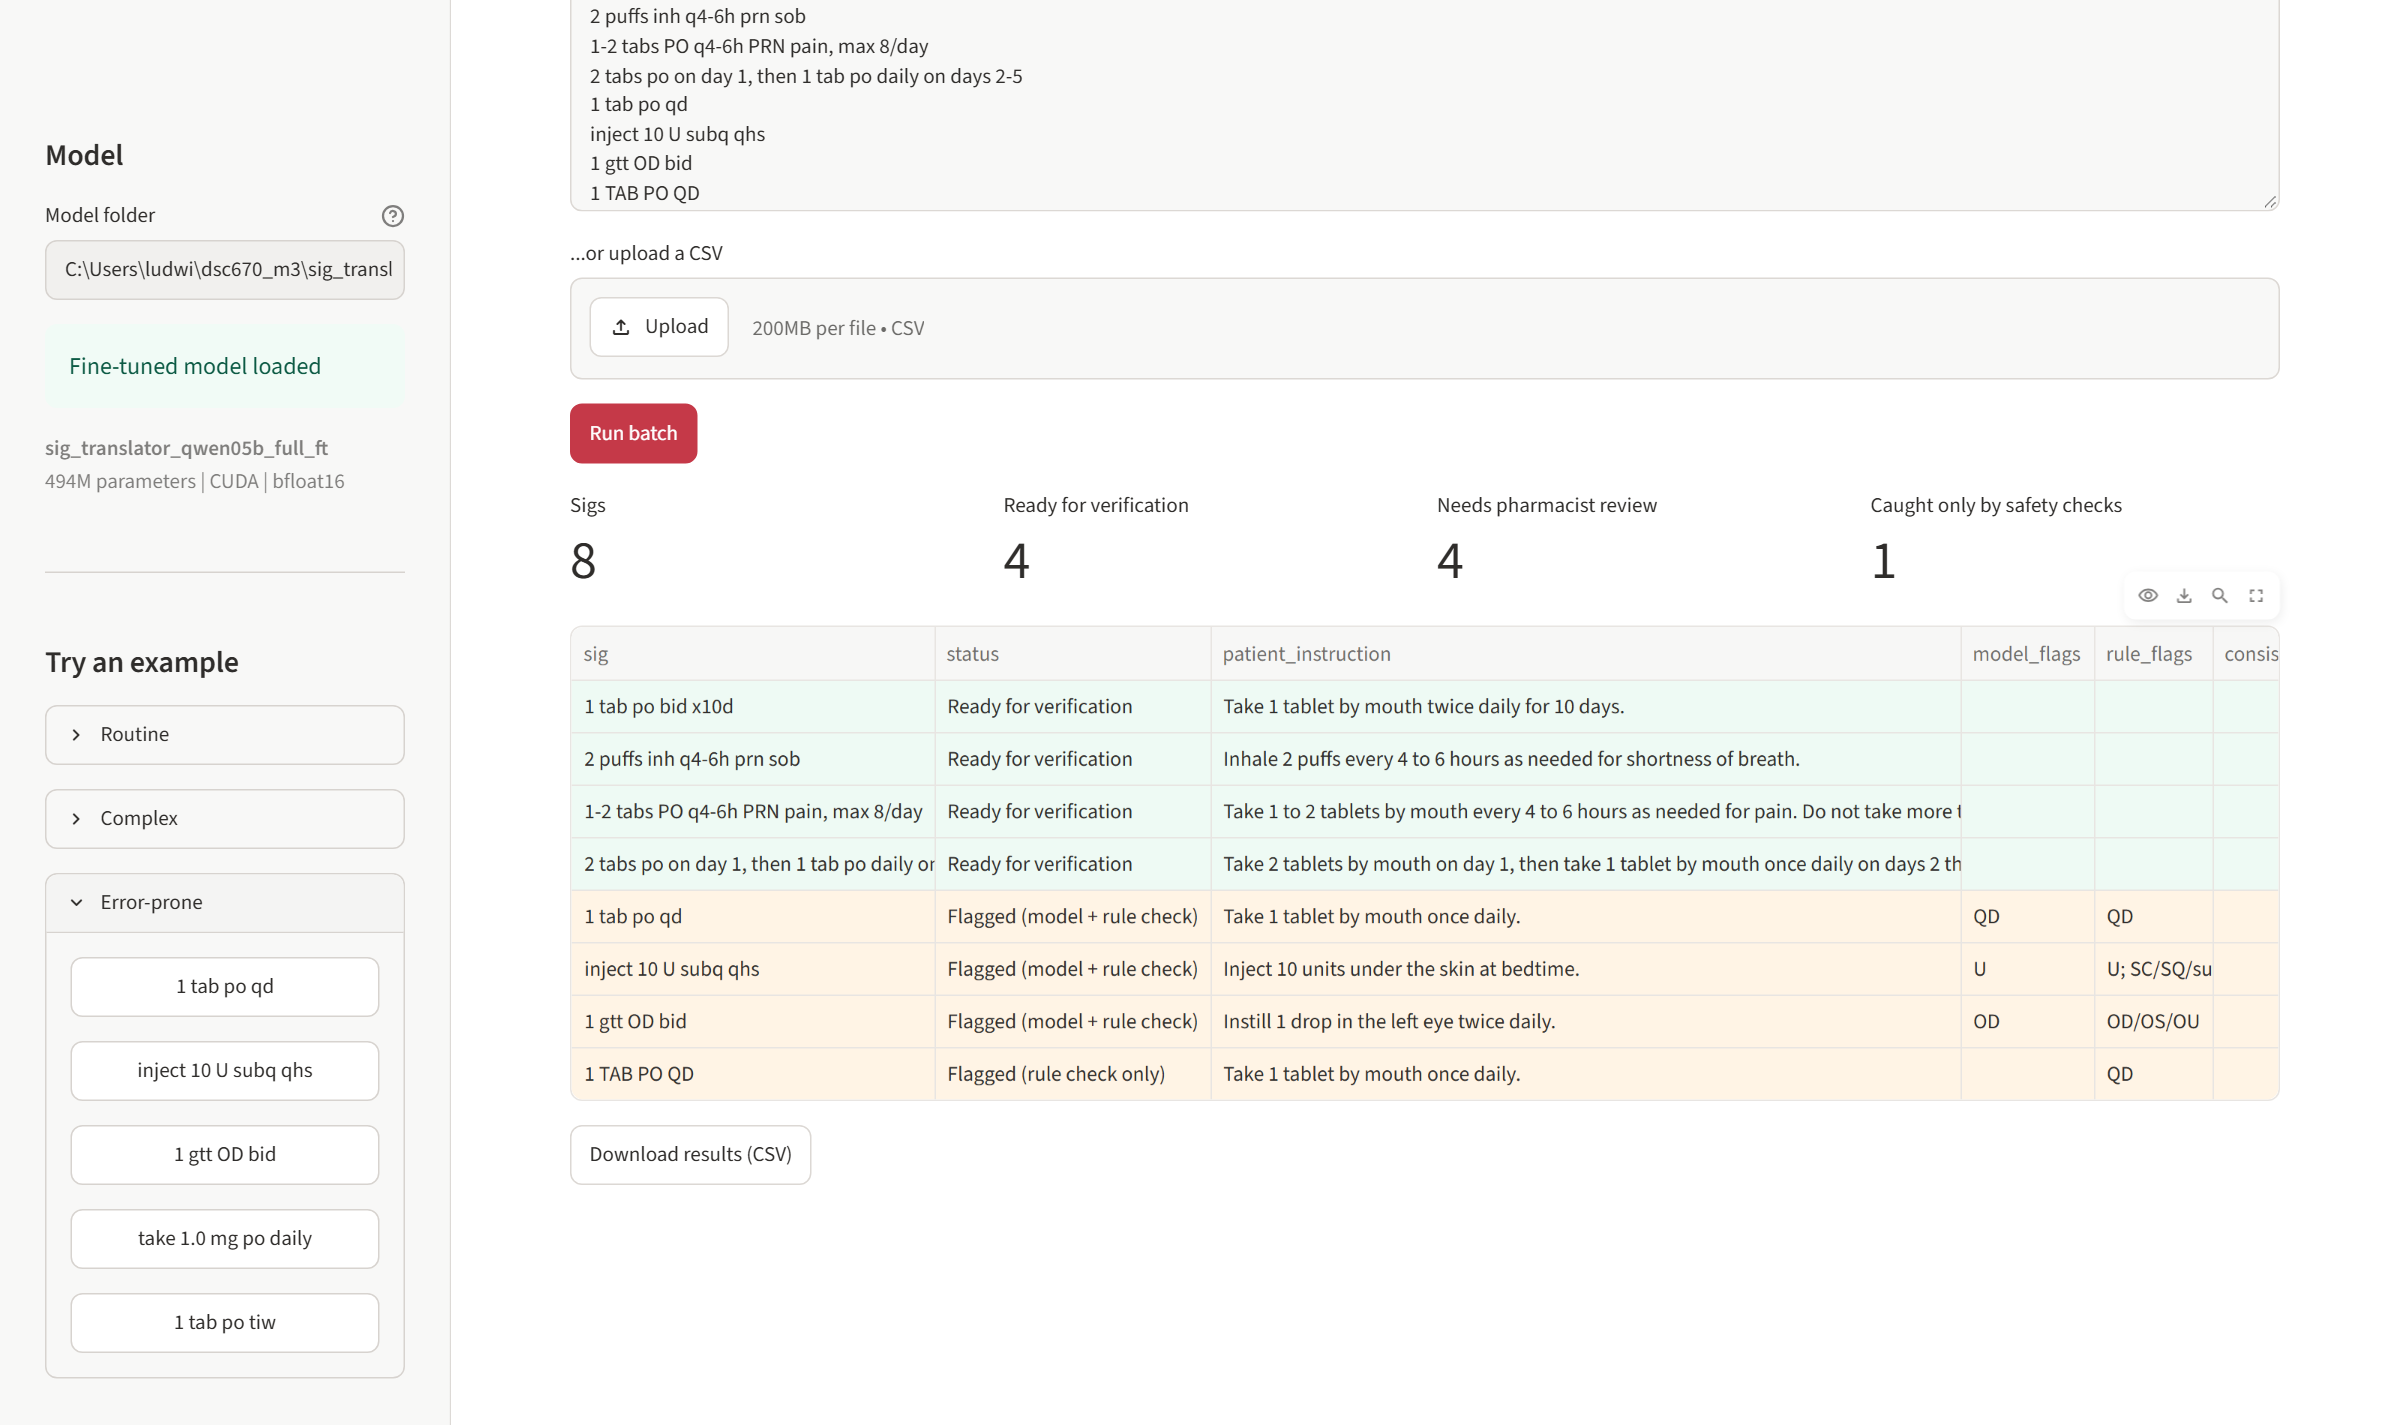 Model
Model folder
C:\Users\ludwi\dsc670_m3\sig_transl
Fine-tuned model loaded
sig_translator_qwen05b_full_ft
494M parameters | CUDA | bfloat16
Try an example
Routine
Complex
Error-prone
1 tab po qd
inject 10 U subq qhs
1 gtt OD bid
take 1.0 mg po daily
1 tab po tiw
2 puffs inh q4-6h prn sob
1-2 tabs PO q4-6h PRN pain, max 8/day
2 tabs po on day 1, then 1 tab po daily on days 2-5
1 tab po qd
inject 10 U subq qhs
1 gtt OD bid
1 TAB PO QD
...or upload a CSV
Upload 200MB per file • CSV
Run batch
Sigs Ready for verification Needs pharmacist review Caught only by safety checks
8 4 4 1
sig status patient_instruction model_flags rule_flags consis
1 tab po bid x10d Ready for verification Take 1 tablet by mouth twice daily for 10 days.
2 puffs inh q4-6h prn sob Ready for verification Inhale 2 puffs every 4 to 6 hours as needed for shortness of breath.
1-2 tabs PO q4-6h PRN pain, max 8/day Ready for verification Take 1 to 2 tablets by mouth every 4 to 6 hours as needed for pain. Do not take more t
2 tabs po on day 1, then 1 tab po daily or Ready for verification Take 2 tablets by mouth on day 1, then take 1 tablet by mouth once daily on days 2 th
1 tab po qd Flagged (model + rule check) Take 1 tablet by mouth once daily. QD QD
inject 10 U subq qhs Flagged (model + rule check) Inject 10 units under the skin at bedtime. U U; SC/SQ/su
1 gtt OD bid Flagged (model + rule check) Instill 1 drop in the left eye twice daily. OD OD/OS/OU
1 TAB PO QD Flagged (rule check only) Take 1 tablet by mouth once daily. QD
Download results (CSV)